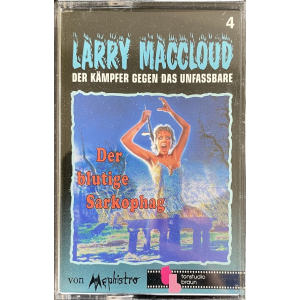 4
LARRY MACCLOUD
DER KÄMPFER GEGEN DAS UNFASSBARE
Der
blutige
Sarkophag
von Mephistro
tonstudio
braun